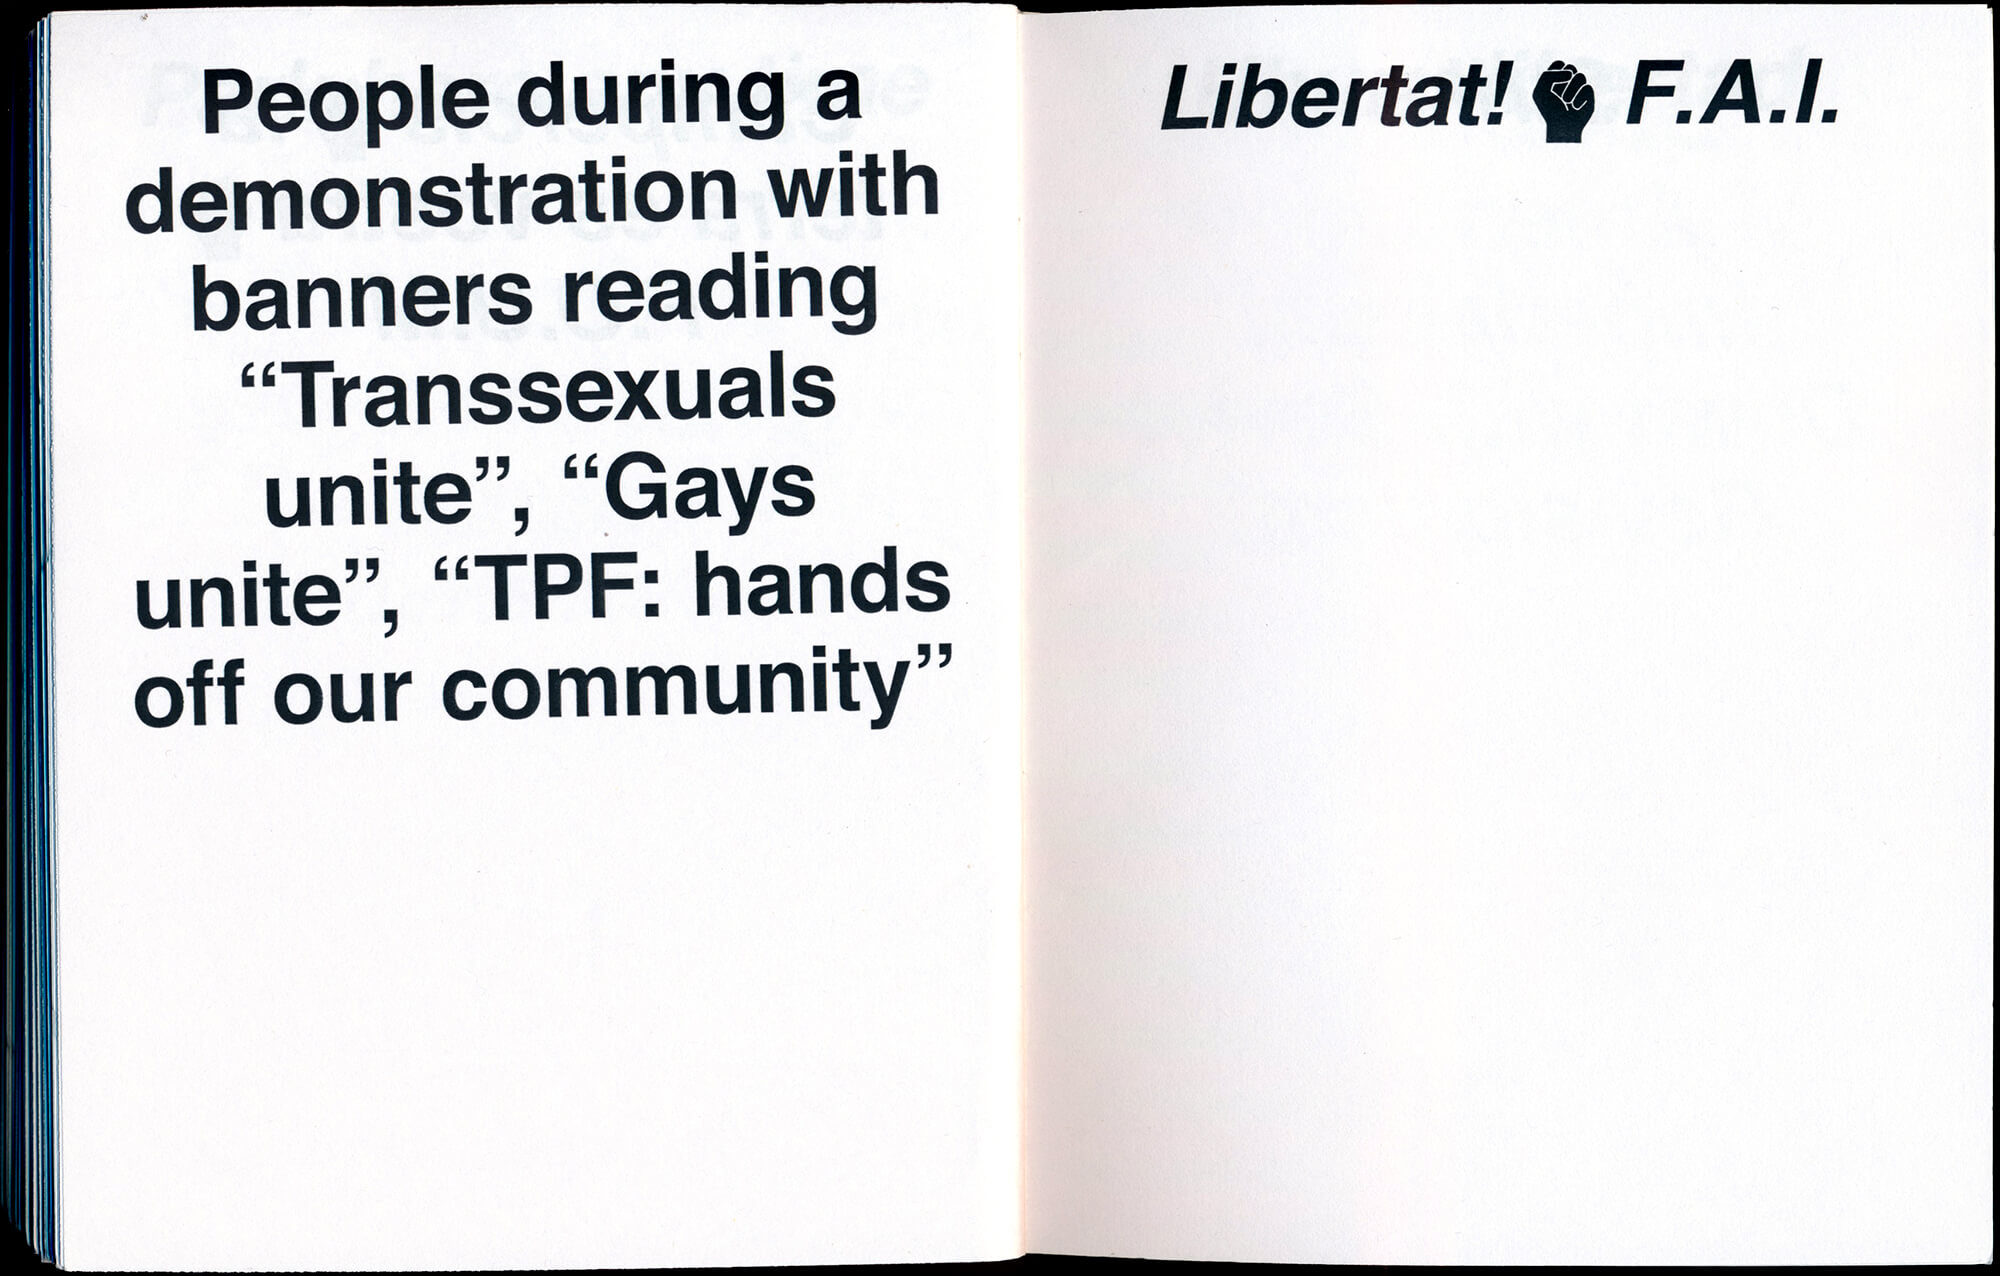 People during a
demonstration with
banners reading
“Transsexuals
unite”, “Gays
unite”, “TPF: hands
off our community”
Libertat! F.A.I.